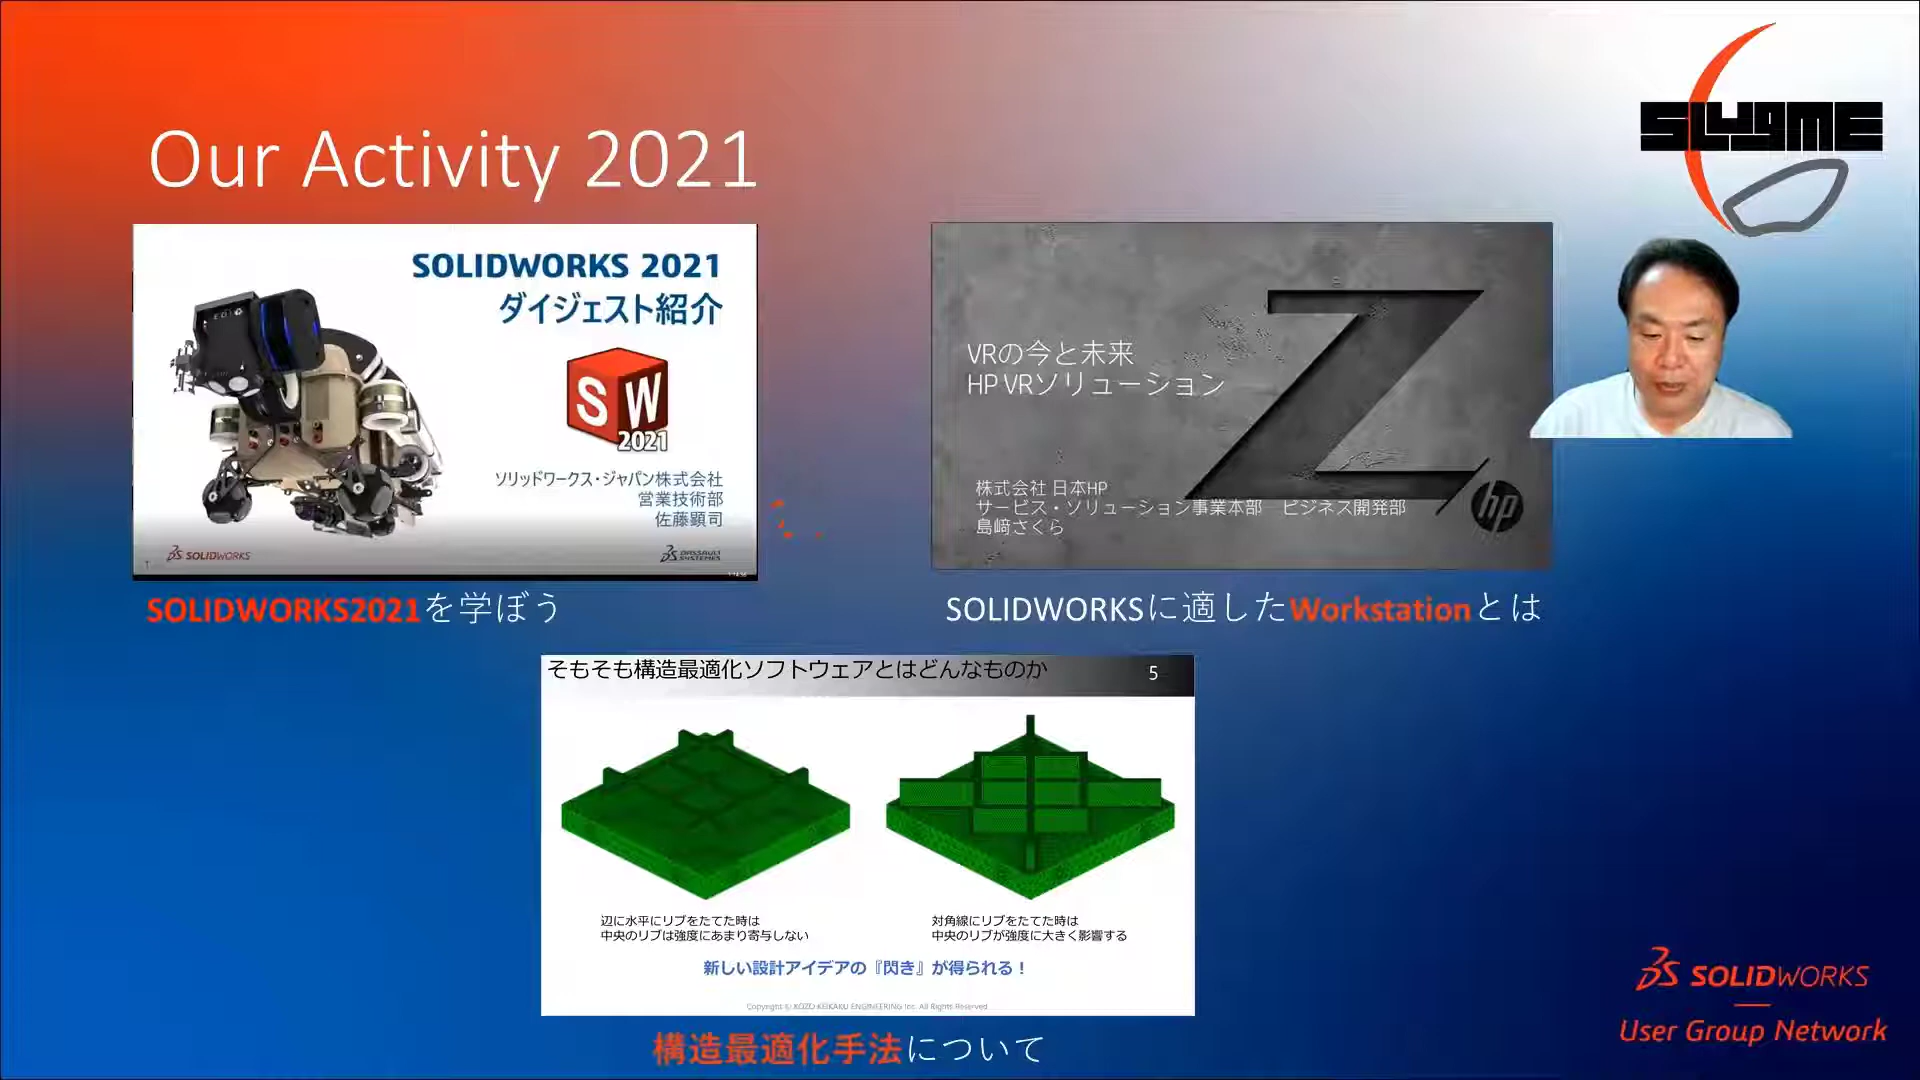 Our Activity 2021
SLUGME
SOLIDWORKS 2021
ダイジェスト紹介
SW
2021
ソリッドワークス・ジャパン株式会社
営業技術部
佐藤顕司
SOLIDWORKS
DASSAULT
SYSTEMES
SOLIDWORKS2021を学ぼう
VRの今と未来
HP VRソリューション
株式会社 日本HP
サービス・ソリューション事業本部 ビジネス開発部
島﨑さくら
hp
SOLIDWORKSに適したWorkstationとは
そもそも構造最適化ソフトウェアとはどんなものか
5
辺に水平にリブをたてた時は
中央のリブは強度にあまり寄与しない
対角線にリブをたてた時は
中央のリブが強度に大きく影響する
新しい設計アイデアの『閃き』が得られる！
Copyright © KOZO KEIKAKU ENGINEERING Inc. All Rights Reserved
構造最適化手法について
SOLIDWORKS
User Group Network